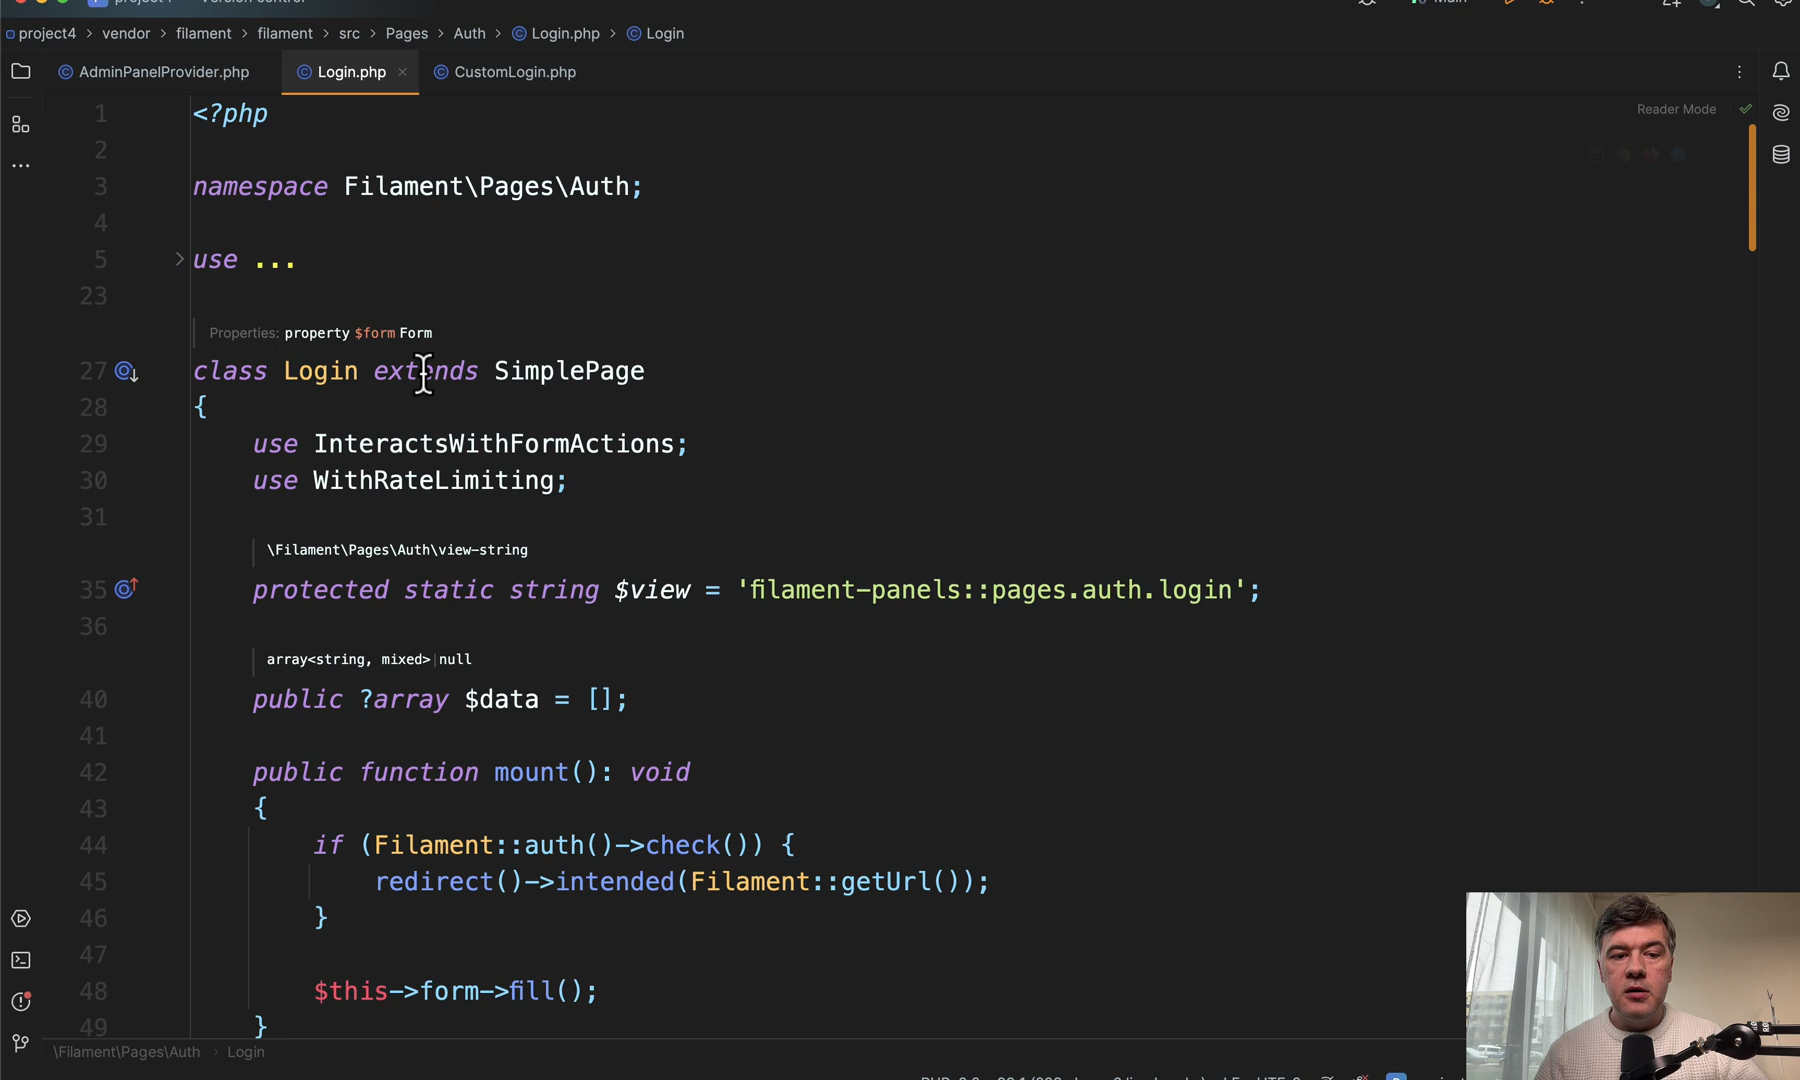 project4 > vendor > filament > filament > src > Pages > Auth > Login.php > Login
AdminPanelProvider.php
Login.php
CustomLogin.php
Reader Mode
1 <?php
2
3 namespace Filament\Pages\Auth;
4
5 use ...
23
Properties: property $form Form
27 class Login extends SimplePage
28 {
29 use InteractsWithFormActions;
30 use WithRateLimiting;
31
\Filament\Pages\Auth\view-string
35 protected static string $view = 'filament-panels::pages.auth.login';
36
array<string, mixed>|null
40 public ?array $data = [];
41
42 public function mount(): void
43 {
44 if (Filament::auth()->check()) {
45 redirect()->intended(Filament::getUrl());
46 }
47
48 $this->form->fill();
49 }
\Filament\Pages\Auth > Login